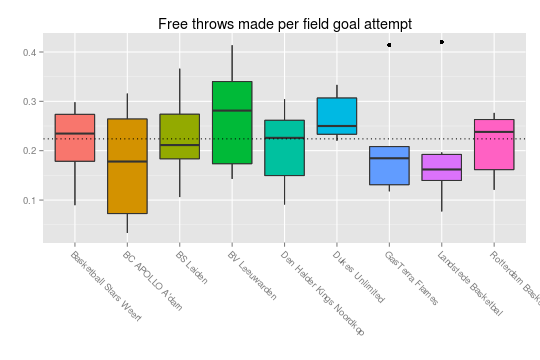 Free throws made per field goal attempt
0.4
0.3
0.2
0.1
Basketball Stars Weert
BC APOLLO A'dam
BS Leiden
BV Leeuwarden
Den Helder Kings Noordkop
Dukes Unlimited
GasTerra Flames
Landstede Basketbal
Rotterdam Bask